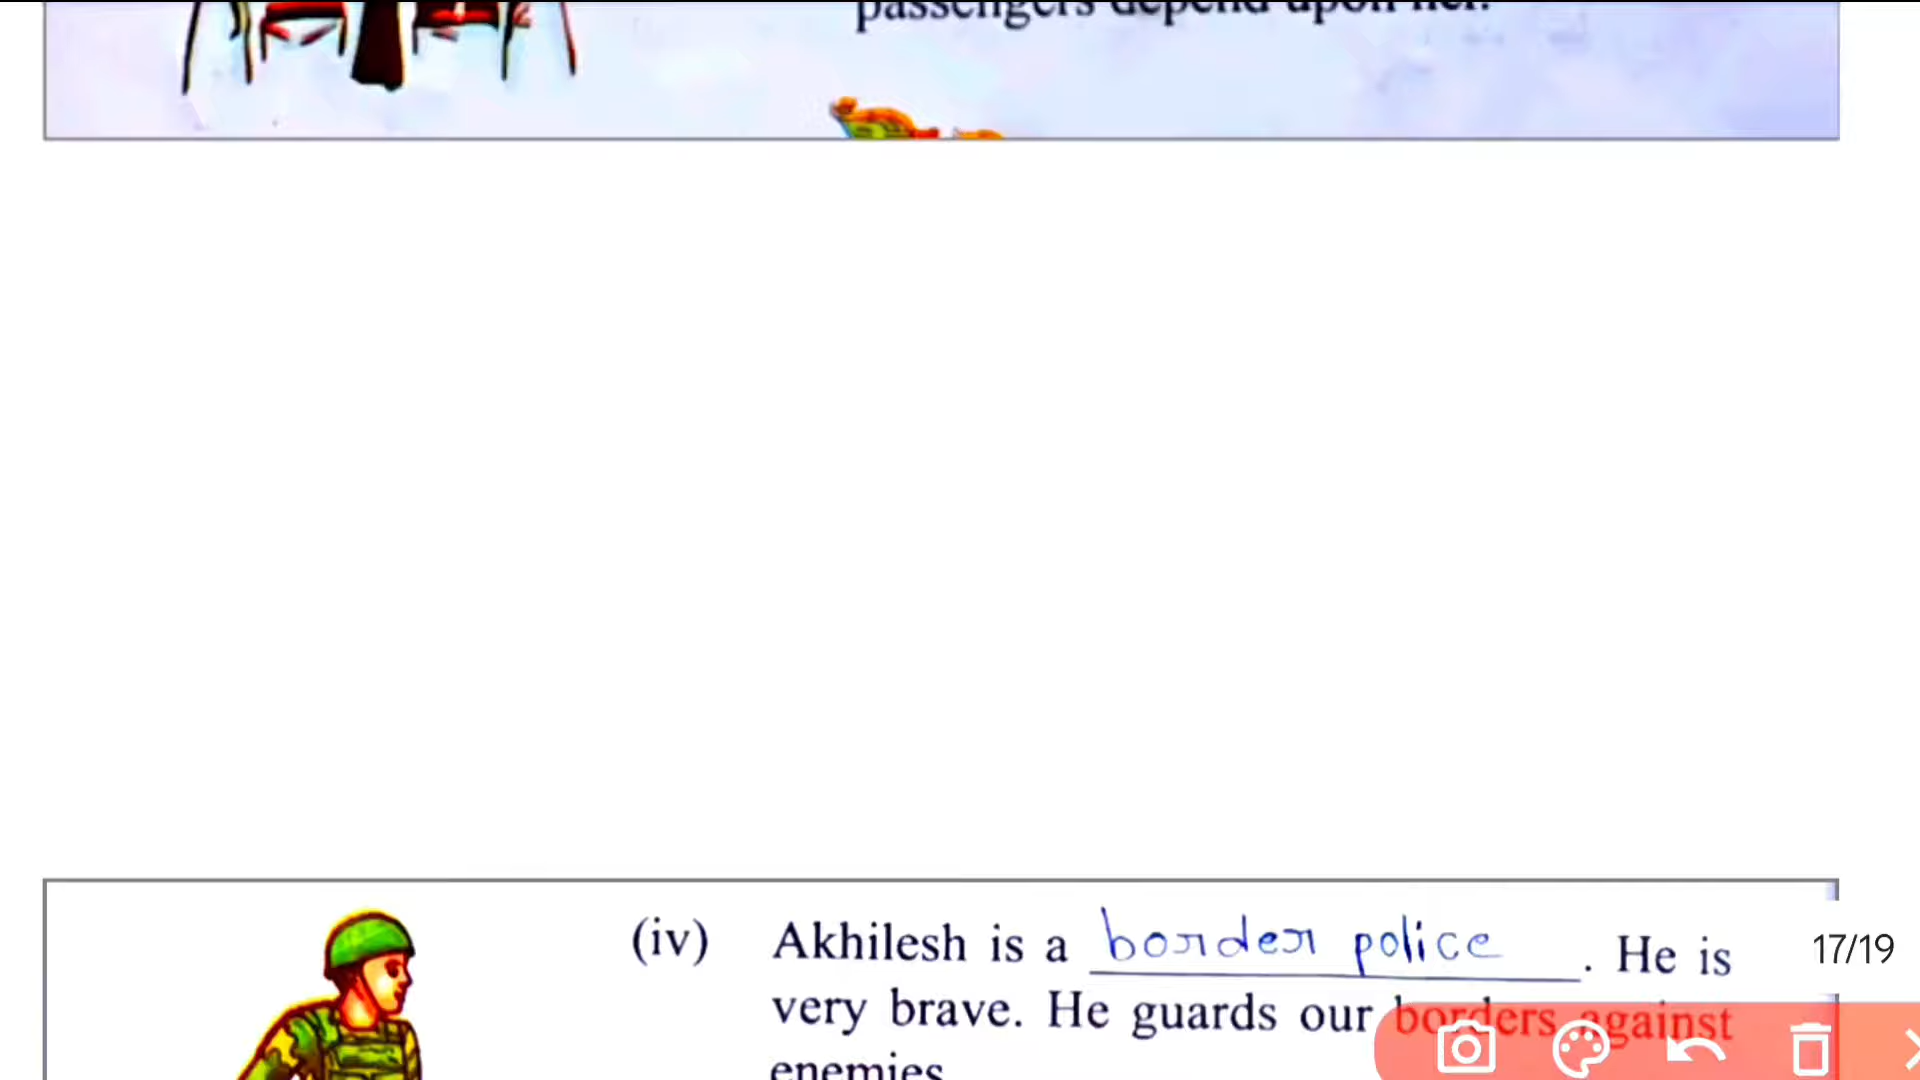 passengers depend upon her.
(iv) Akhilesh is a border police. He is
17/19
very brave. He guards our borders against
enemies